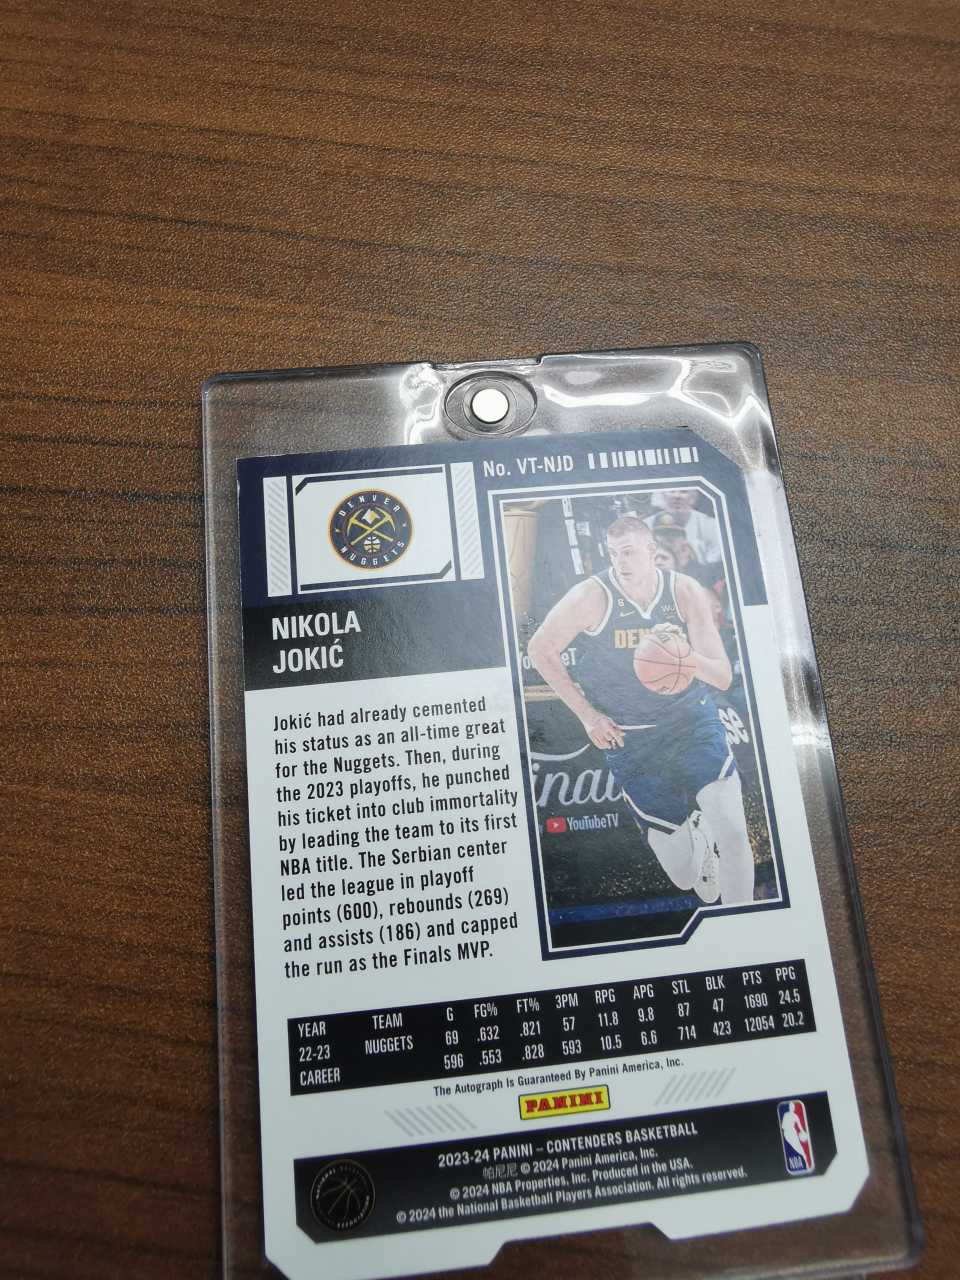 No. VT-NJD
DENVER
NUGGETS
NIKOLA
JOKIĆ
Jokić had already cemented
his status as an all-time great
for the Nuggets. Then, during
the 2023 playoffs, he punched
his ticket into club immortality
by leading the team to its first
NBA title. The Serbian center
led the league in playoff
points (600), rebounds (269)
and assists (186) and capped
the run as the Finals MVP.
YouTubeTV
YEAR TEAM G FG% FT% 3PM RPG APG STL BLK PTS PPG
22-23 NUGGETS 69 .632 .821 57 11.8 9.8 87 47 1690 24.5
CAREER 596 .553 .828 593 10.5 6.6 714 423 12054 20.2
The Autograph Is Guaranteed By Panini America, Inc.
PANINI
2023-24 PANINI – CONTENDERS BASKETBALL
帕尼尼 © 2024 Panini America, Inc.
© 2024 NBA Properties, Inc. Produced in the USA.
© 2024 the National Basketball Players Association. All rights reserved.
NBA